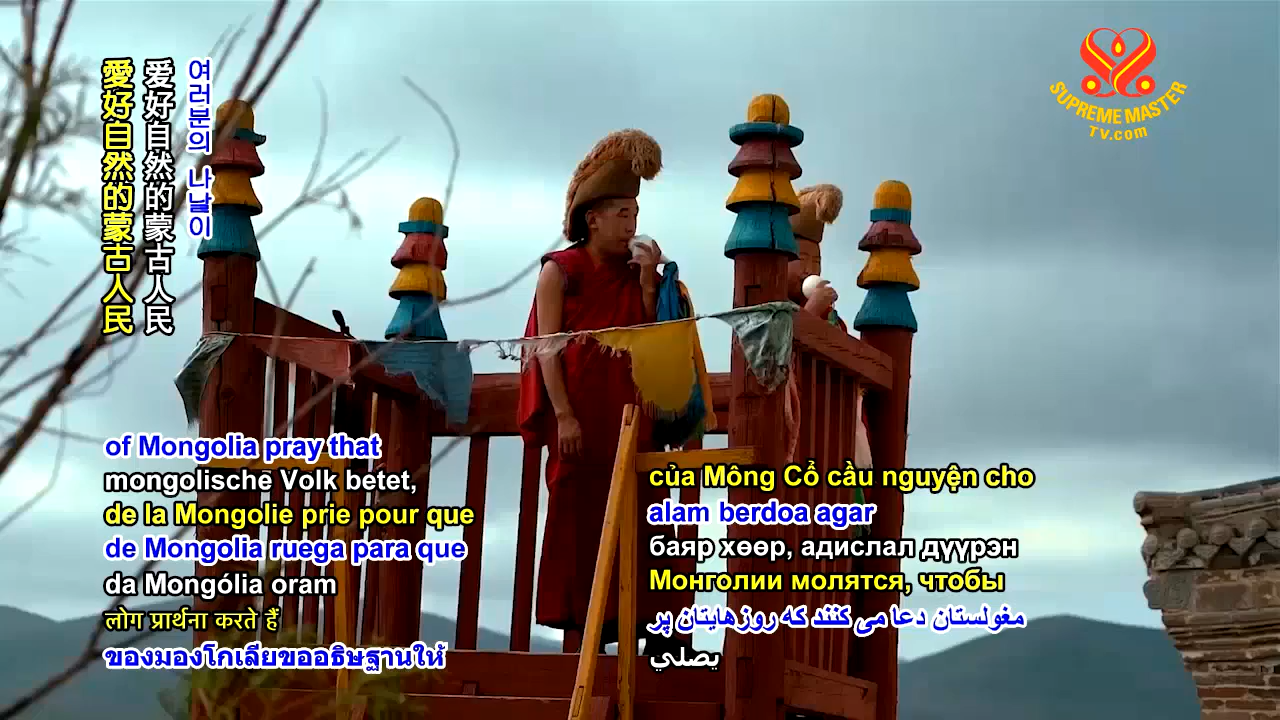 愛好自然的蒙古人民
爱好自然的蒙古人民
여러분의 나날이
SUPREME MASTER
TV.com
of Mongolia pray that
mongolische Volk betet,
de la Mongolie prie pour que
de Mongolia ruega para que
da Mongólia oram
लोग प्रार्थना करते हैं
ของมองโกเลียขออธิษฐานให้
của Mông Cổ cầu nguyện cho
alam berdoa agar
баяр хөөр, адислал дүүрэн
Монголии молятся, чтобы
مغولستان دعا می کنند که روزهایتان پر
يصلي